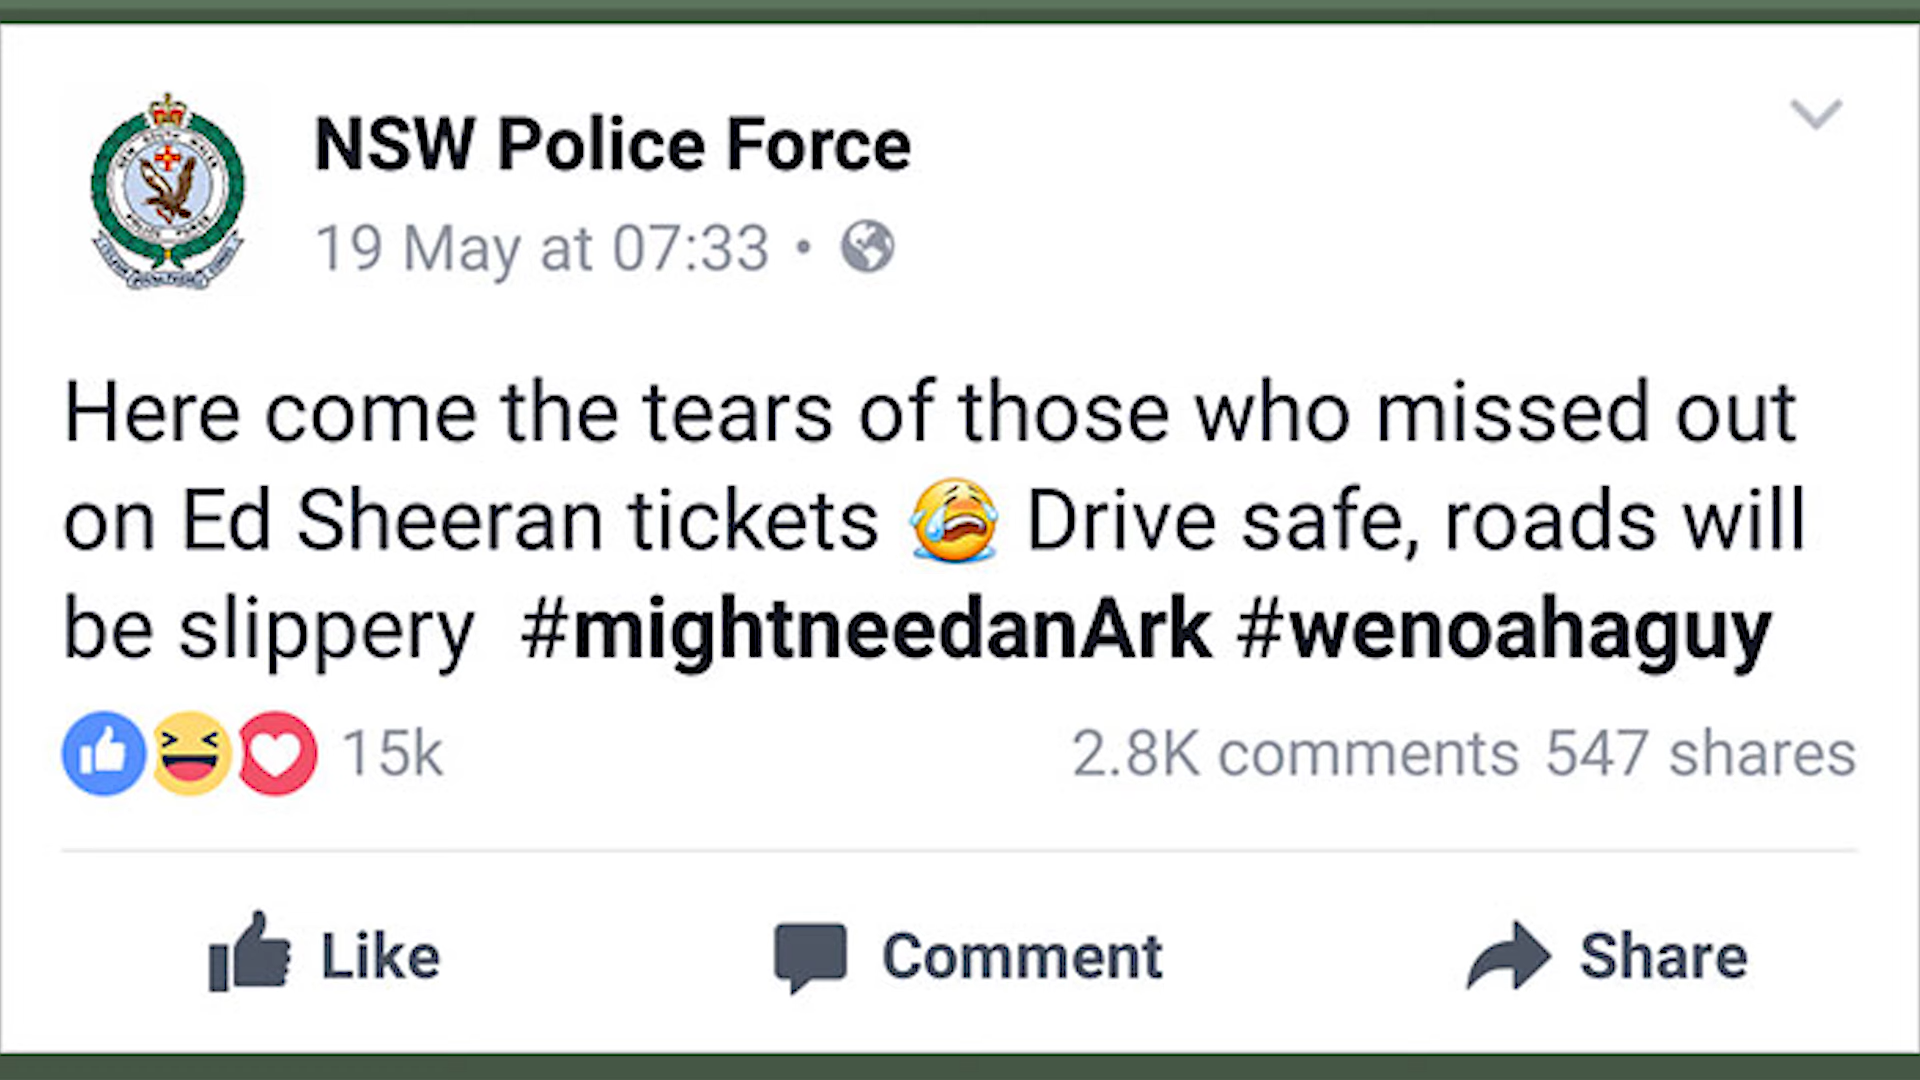 NSW Police Force
19 May at 07:33 •
Here come the tears of those who missed out
on Ed Sheeran tickets 😭 Drive safe, roads will
be slippery  #mightneedanArk #wenoahaguy
15k
2.8K comments 547 shares
Like
Comment
Share